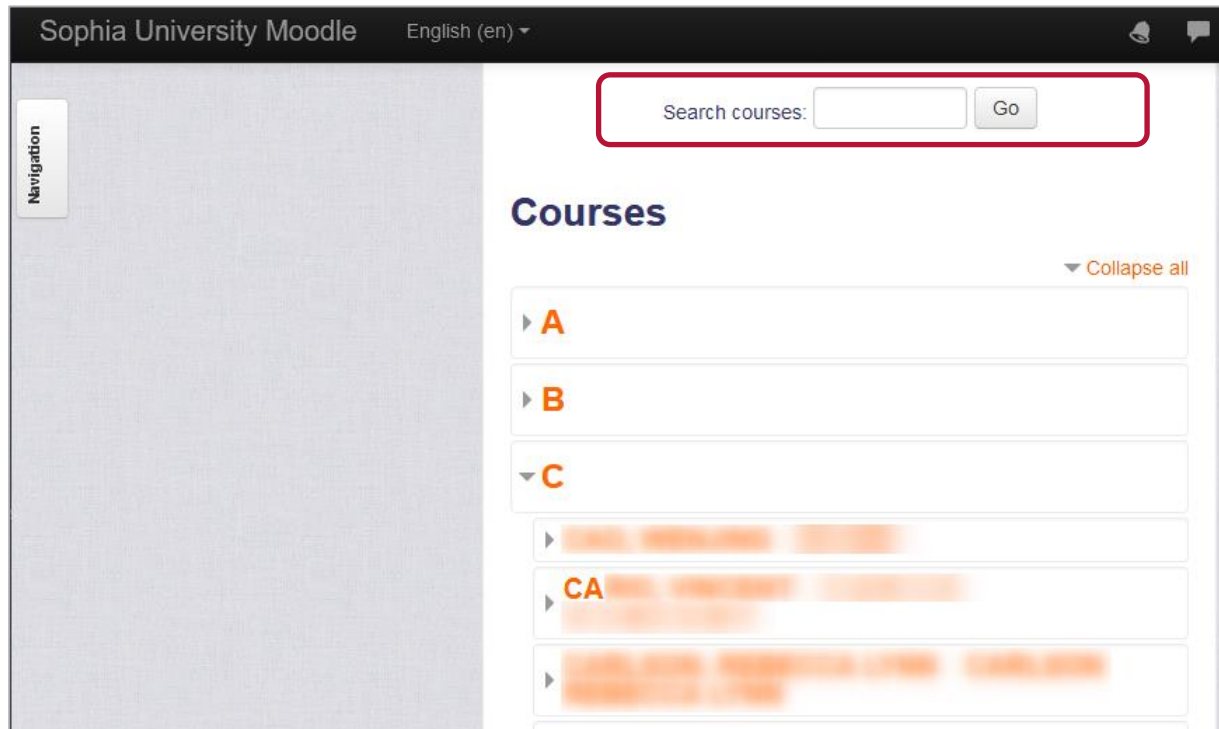 Sophia University Moodle English (en)
Navigation
Search courses: Go
Courses
Collapse all
A
B
C
CA